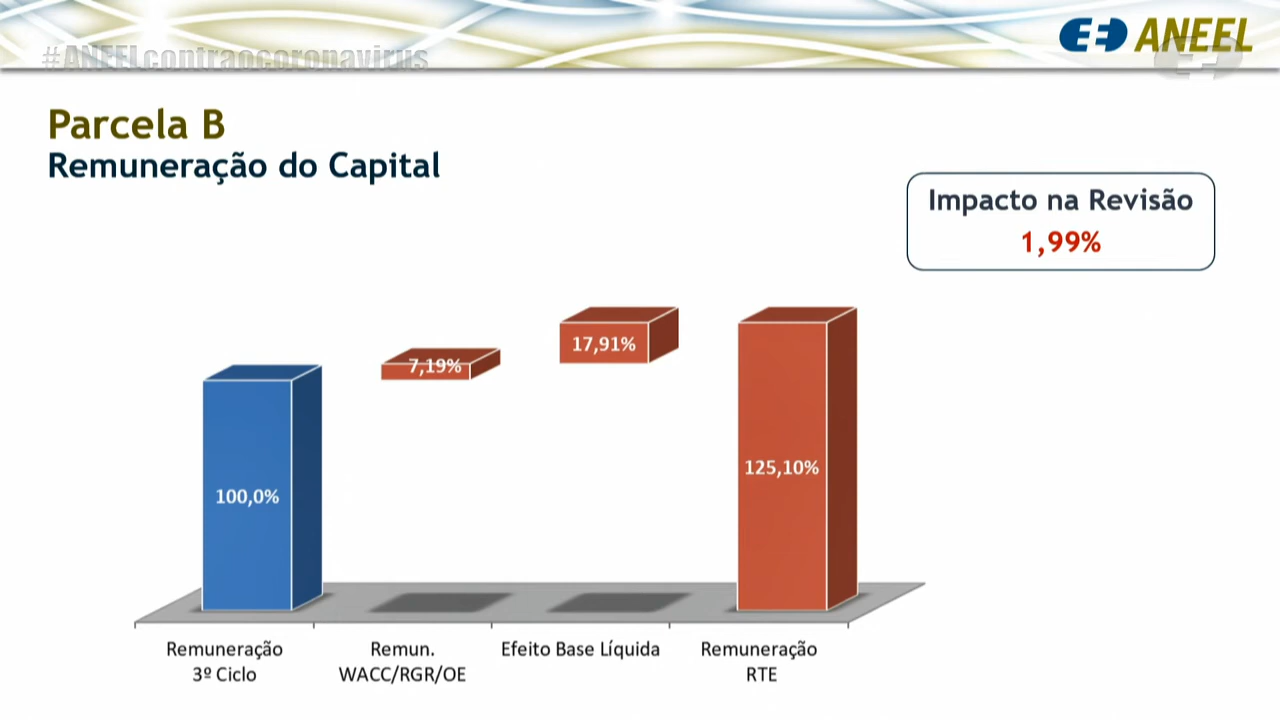 #ANEELcontraocoronavirus
ANEEL
Parcela B
Remuneração do Capital
Impacto na Revisão
1,99%
7,19%
17,91%
125,10%
100,0%
Remuneração
3º Ciclo
Remun.
WACC/RGR/OE
Efeito Base Líquida
Remuneração
RTE